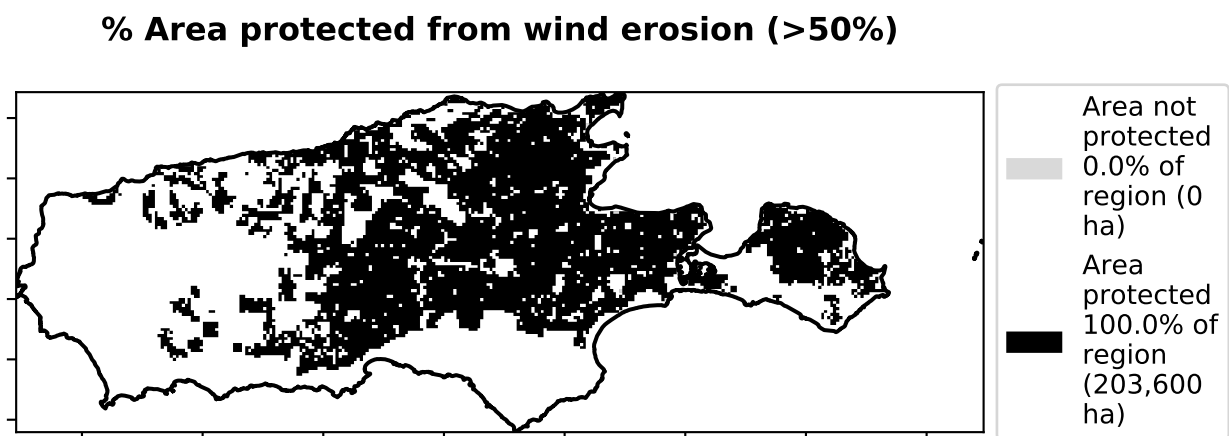 % Area protected from wind erosion (>50%)
Area not
protected
0.0% of
region (0
ha)
Area
protected
100.0% of
region
(203,600
ha)